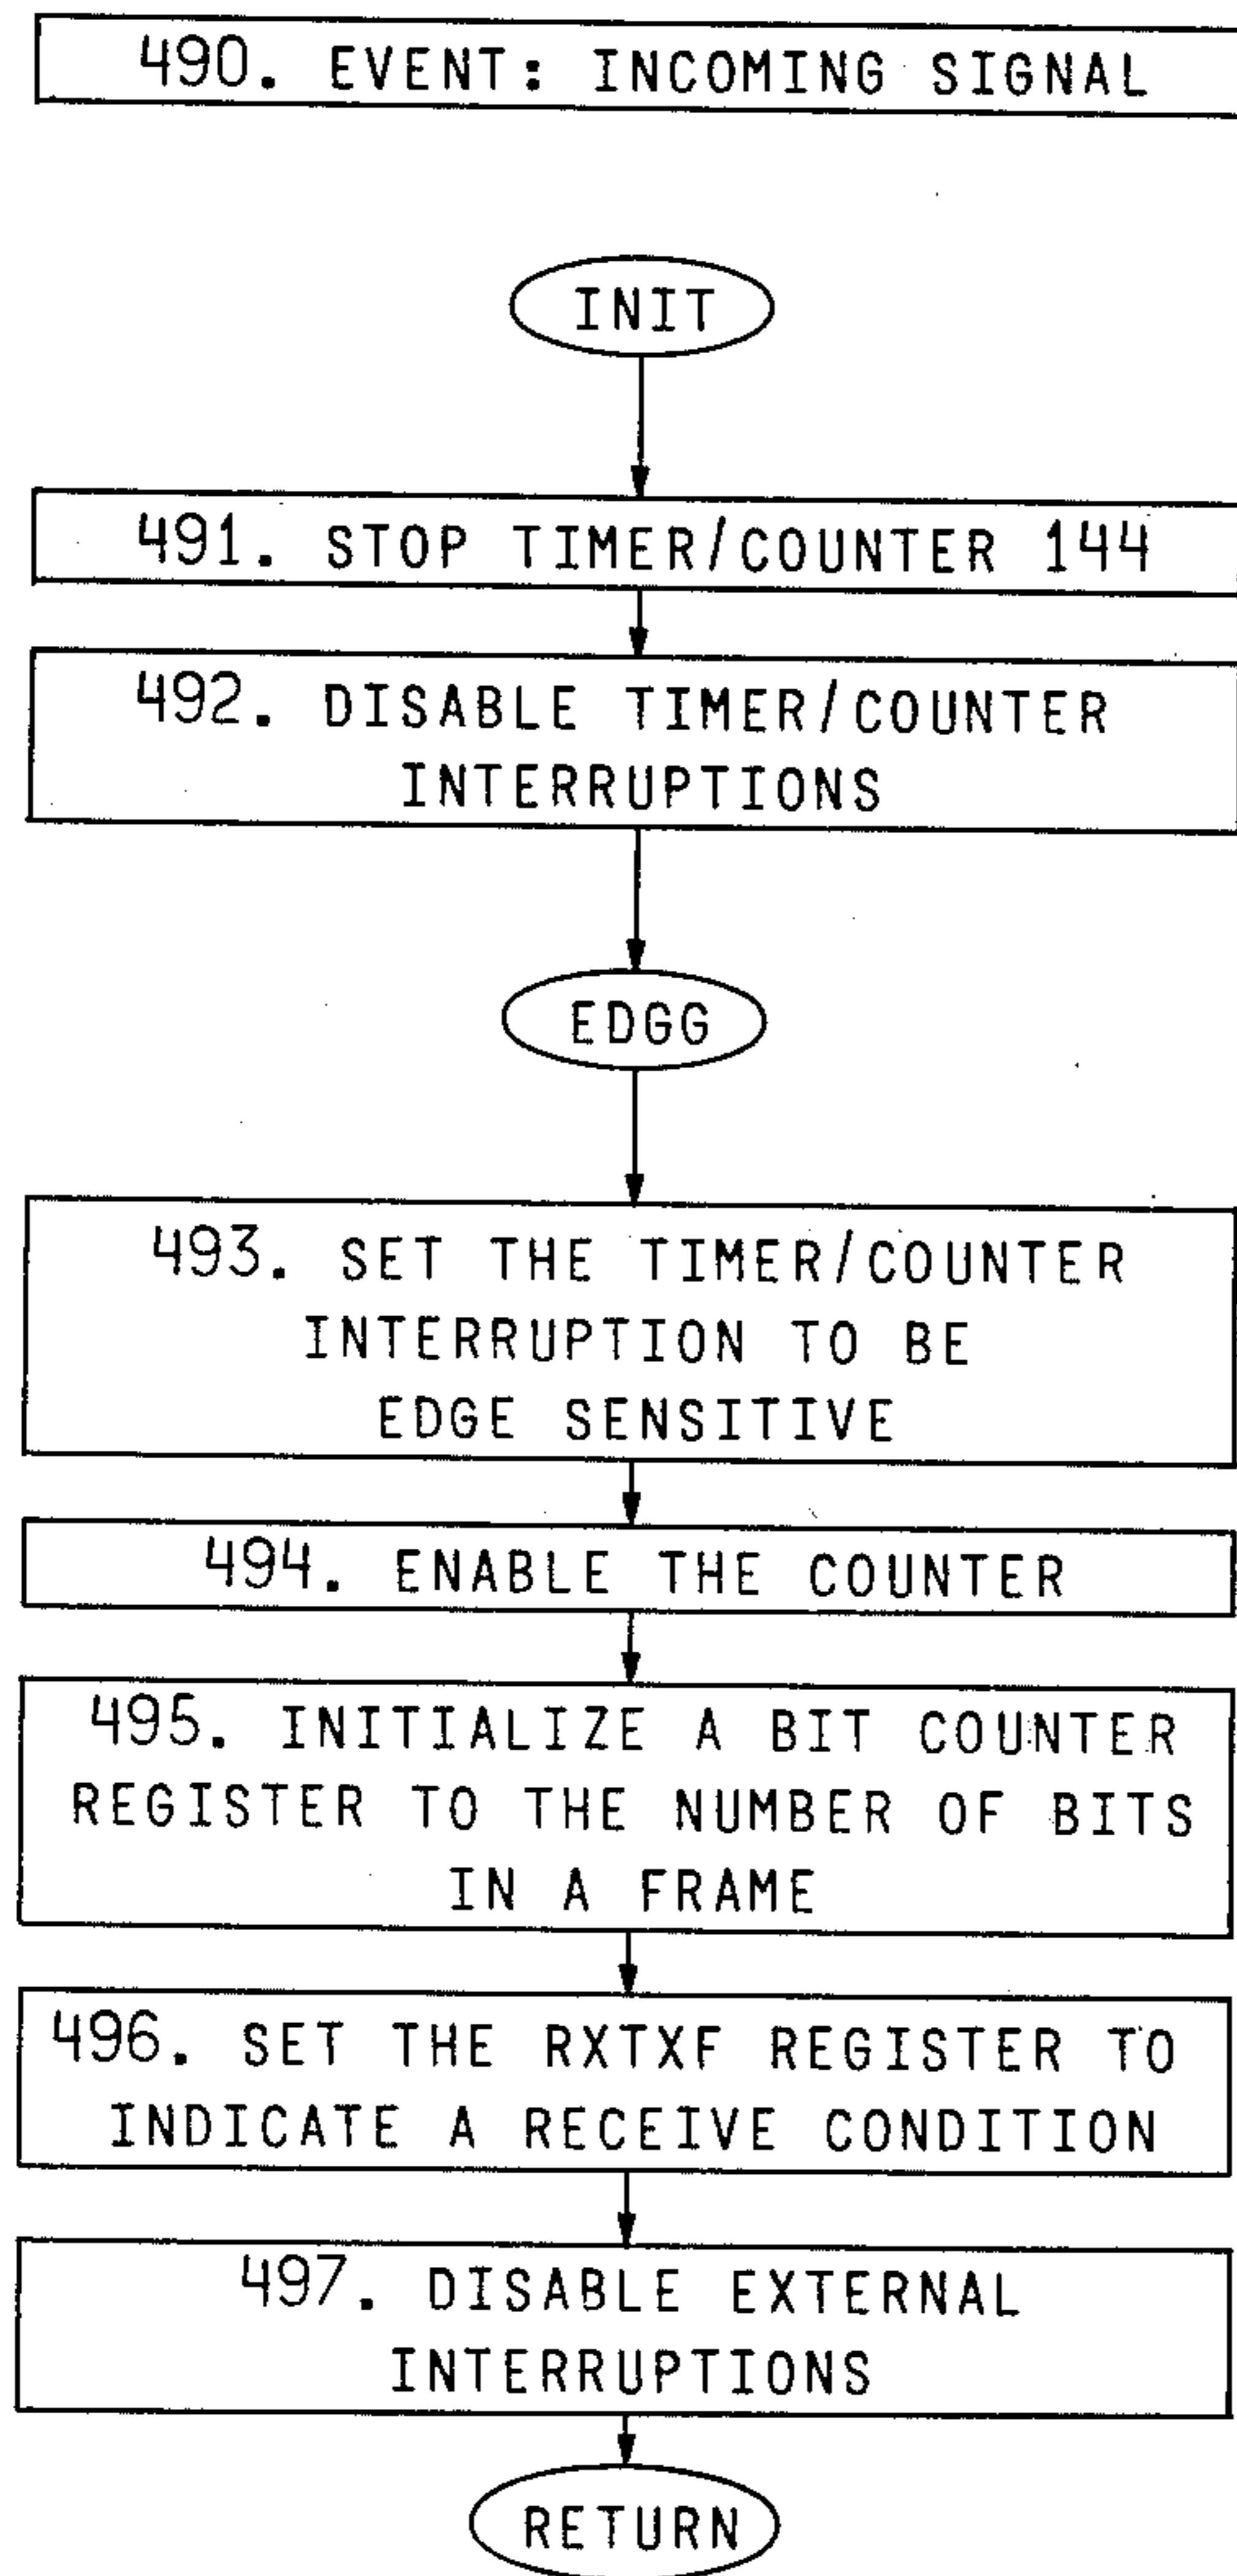 490. EVENT: INCOMING SIGNAL
INIT
491. STOP TIMER/COUNTER 144
492. DISABLE TIMER/COUNTER
INTERRUPTIONS
EDGG
493. SET THE TIMER/COUNTER
INTERRUPTION TO BE
EDGE SENSITIVE
494. ENABLE THE COUNTER
495. INITIALIZE A BIT COUNTER
REGISTER TO THE NUMBER OF BITS
IN A FRAME
496. SET THE RXTXF REGISTER TO
INDICATE A RECEIVE CONDITION
497. DISABLE EXTERNAL
INTERRUPTIONS
RETURN